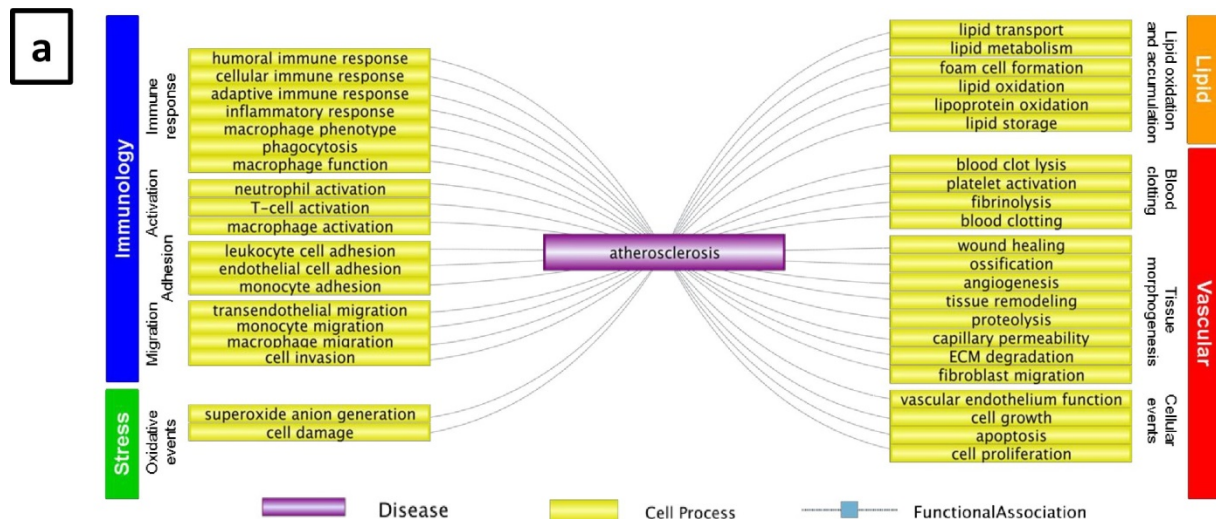 a
Immunology
Immune
response
humoral immune response
cellular immune response
adaptive immune response
inflammatory response
macrophage phenotype
phagocytosis
macrophage function
Activation
neutrophil activation
T-cell activation
macrophage activation
Adhesion
leukocyte cell adhesion
endothelial cell adhesion
monocyte adhesion
Migration
transendothelial migration
monocyte migration
macrophage migration
cell invasion
Stress
Oxidative
events
superoxide anion generation
cell damage
atherosclerosis
lipid transport
lipid metabolism
foam cell formation
lipid oxidation
lipoprotein oxidation
lipid storage
Lipid oxidation
and accumulation
Lipid
blood clot lysis
platelet activation
fibrinolysis
blood clotting
Blood
clotting
wound healing
ossification
angiogenesis
tissue remodeling
proteolysis
capillary permeability
ECM degradation
fibroblast migration
Tissue
morphogenesis
vascular endothelium function
cell growth
apoptosis
cell proliferation
Cellular
events
Vascular
Disease
Cell Process
FunctionalAssociation